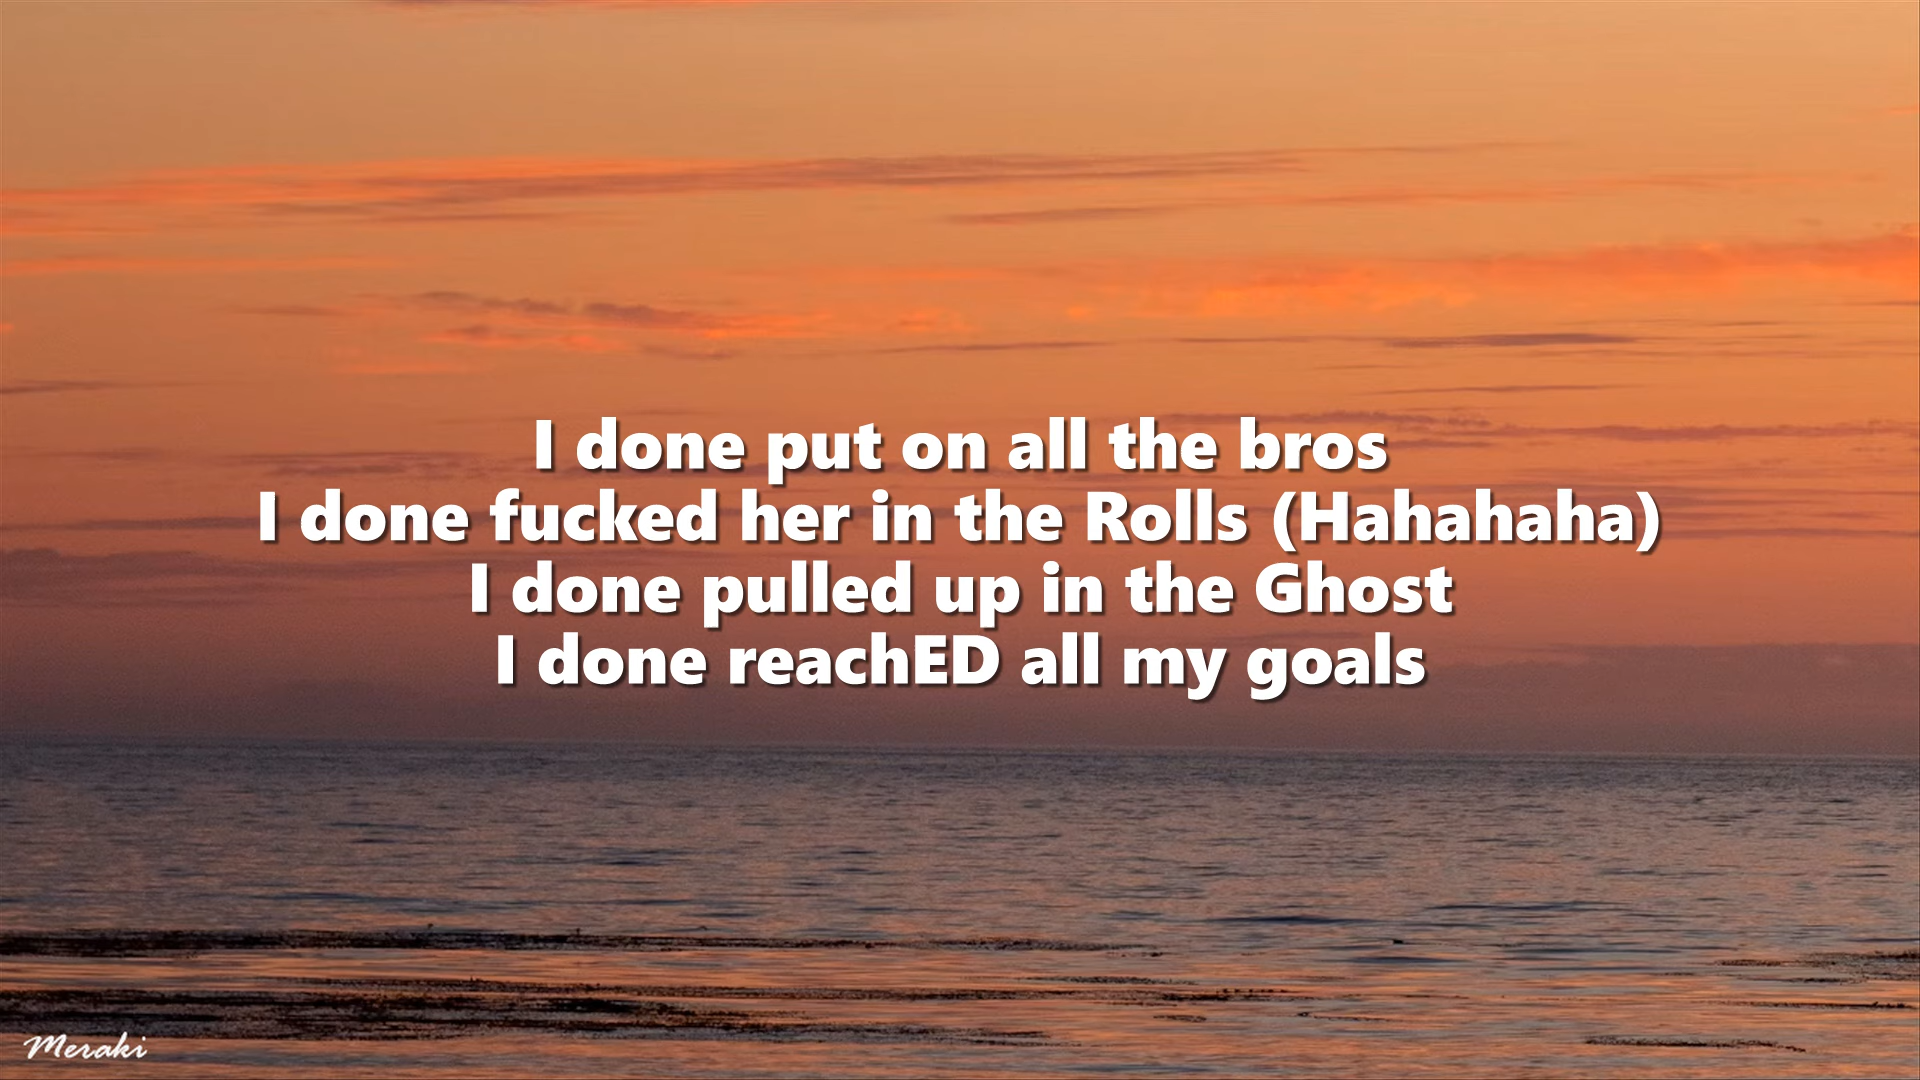 I done put on all the bros
I done fucked her in the Rolls (Hahahaha)
I done pulled up in the Ghost
I done reachED all my goals
Meraki